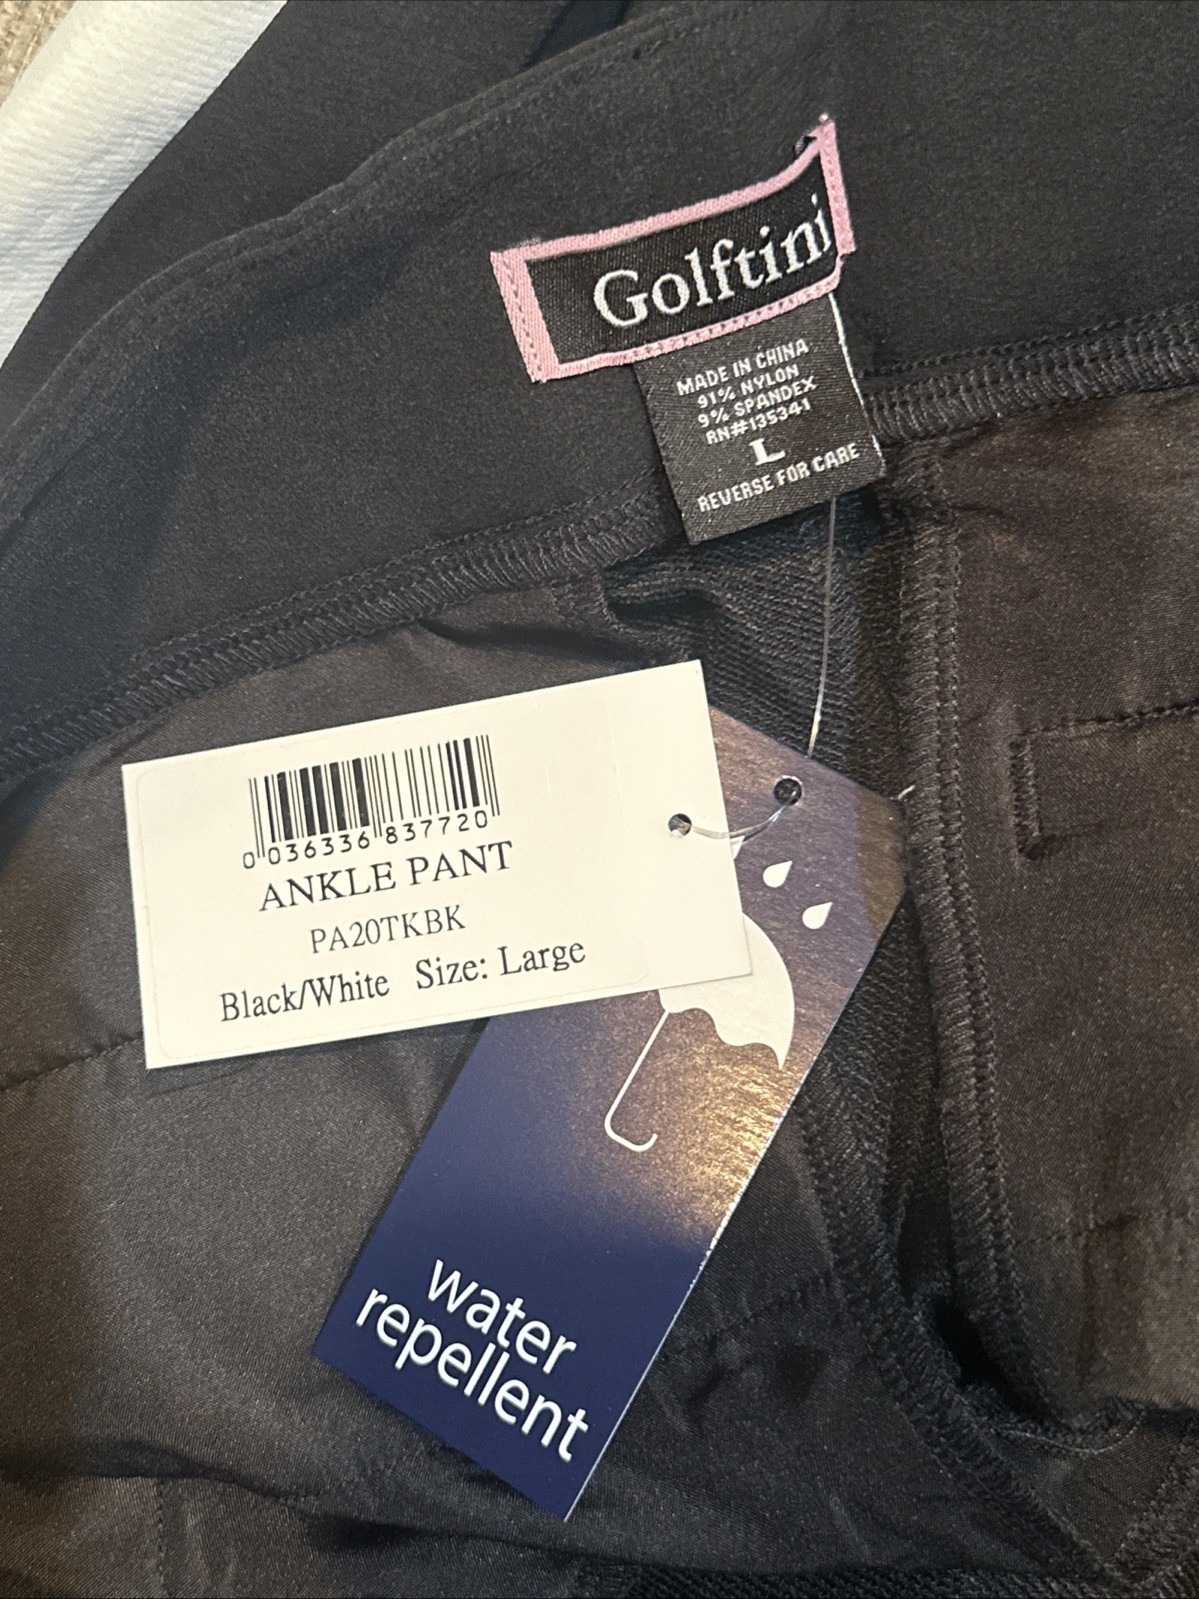 Golftini
MADE IN CHINA
91% NYLON
9% SPANDEX
RN#135341
L
REVERSE FOR CARE
0 036336 837720
ANKLE PANT
PA20TKBK
Black/White Size: Large
water
repellent